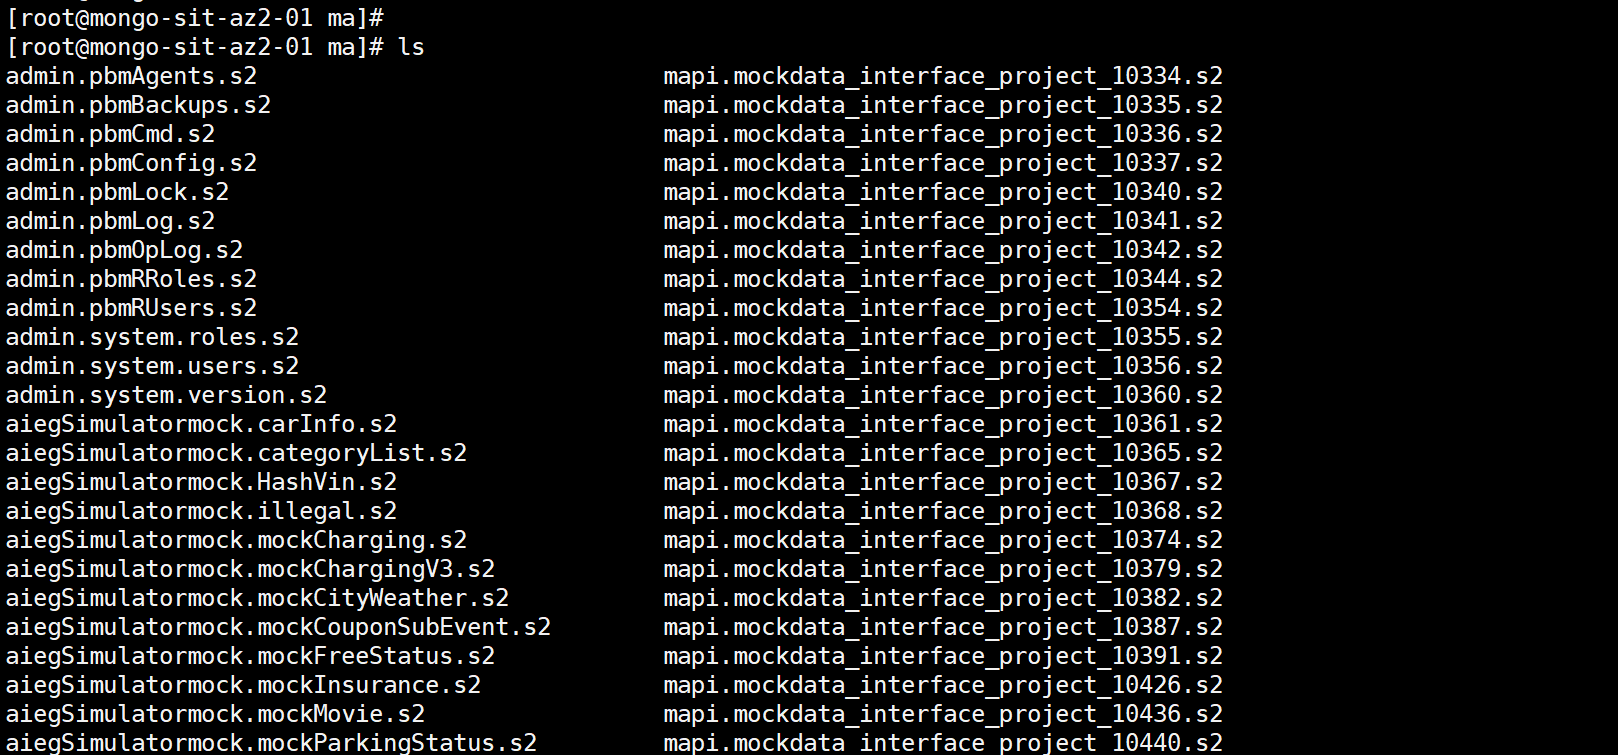 [root@mongo-sit-az2-01 ma]#
[root@mongo-sit-az2-01 ma]# ls
admin.pbmAgents.s2 mapi.mockdata_interface_project_10334.s2
admin.pbmBackups.s2 mapi.mockdata_interface_project_10335.s2
admin.pbmCmd.s2 mapi.mockdata_interface_project_10336.s2
admin.pbmConfig.s2 mapi.mockdata_interface_project_10337.s2
admin.pbmLock.s2 mapi.mockdata_interface_project_10340.s2
admin.pbmLog.s2 mapi.mockdata_interface_project_10341.s2
admin.pbmOpLog.s2 mapi.mockdata_interface_project_10342.s2
admin.pbmRRoles.s2 mapi.mockdata_interface_project_10344.s2
admin.pbmRUsers.s2 mapi.mockdata_interface_project_10354.s2
admin.system.roles.s2 mapi.mockdata_interface_project_10355.s2
admin.system.users.s2 mapi.mockdata_interface_project_10356.s2
admin.system.version.s2 mapi.mockdata_interface_project_10360.s2
aiegSimulatormock.carInfo.s2 mapi.mockdata_interface_project_10361.s2
aiegSimulatormock.categoryList.s2 mapi.mockdata_interface_project_10365.s2
aiegSimulatormock.HashVin.s2 mapi.mockdata_interface_project_10367.s2
aiegSimulatormock.illegal.s2 mapi.mockdata_interface_project_10368.s2
aiegSimulatormock.mockCharging.s2 mapi.mockdata_interface_project_10374.s2
aiegSimulatormock.mockChargingV3.s2 mapi.mockdata_interface_project_10379.s2
aiegSimulatormock.mockCityWeather.s2 mapi.mockdata_interface_project_10382.s2
aiegSimulatormock.mockCouponSubEvent.s2 mapi.mockdata_interface_project_10387.s2
aiegSimulatormock.mockFreeStatus.s2 mapi.mockdata_interface_project_10391.s2
aiegSimulatormock.mockInsurance.s2 mapi.mockdata_interface_project_10426.s2
aiegSimulatormock.mockMovie.s2 mapi.mockdata_interface_project_10436.s2
aiegSimulatormock.mockParkingStatus.s2 mapi.mockdata_interface_project_10440.s2